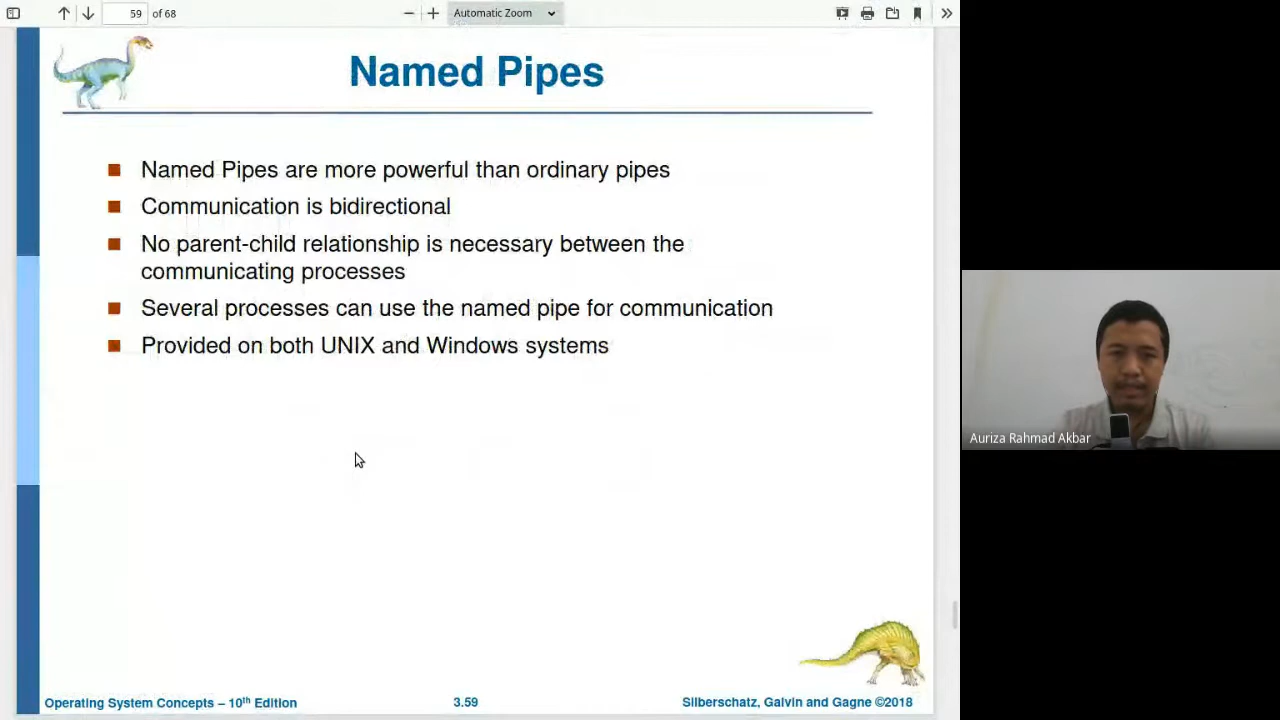 59 of 68
Automatic Zoom
Named Pipes
Named Pipes are more powerful than ordinary pipes
Communication is bidirectional
No parent-child relationship is necessary between the
communicating processes
Several processes can use the named pipe for communication
Provided on both UNIX and Windows systems
Auriza Rahmad Akbar
Operating System Concepts – 10th Edition
3.59
Silberschatz, Galvin and Gagne ©2018